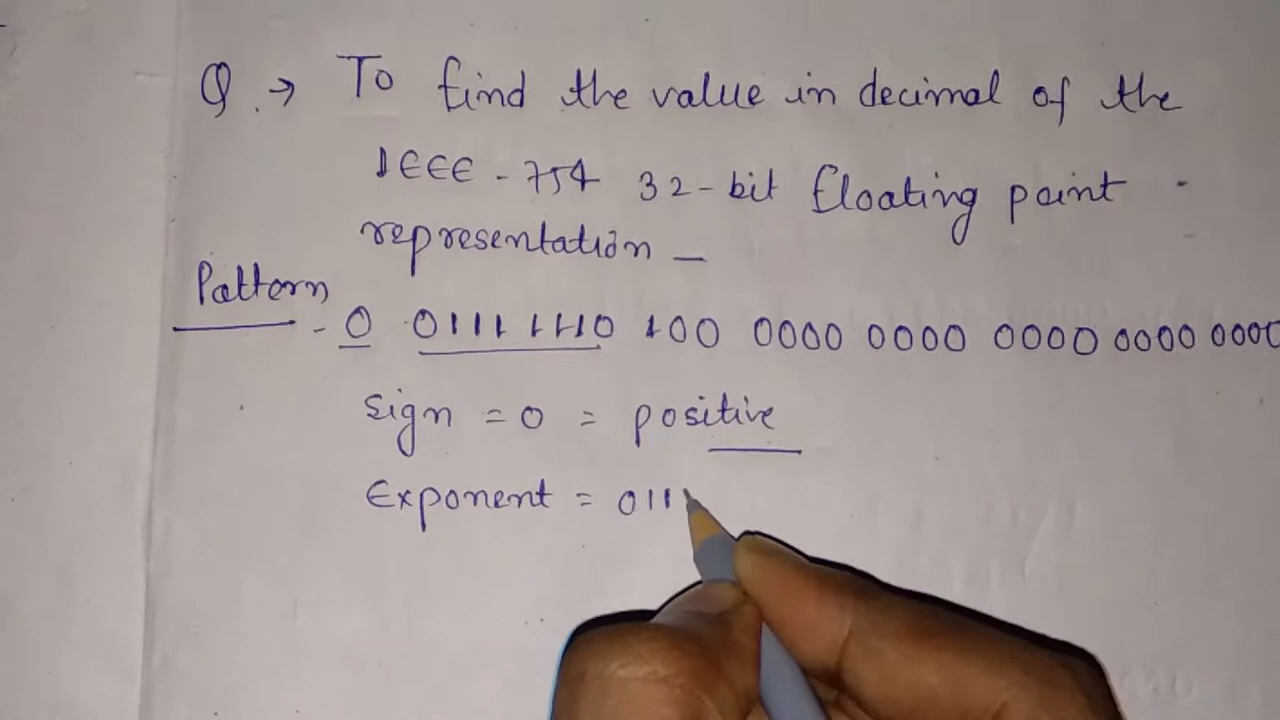 Q. → To find the value in decimal of the
IEEE - 754 32-bit floating point
representation —
Pattern - 0 01111110 100 0000 0000 0000 0000 0000
Sign = 0 = positive
Exponent = 011